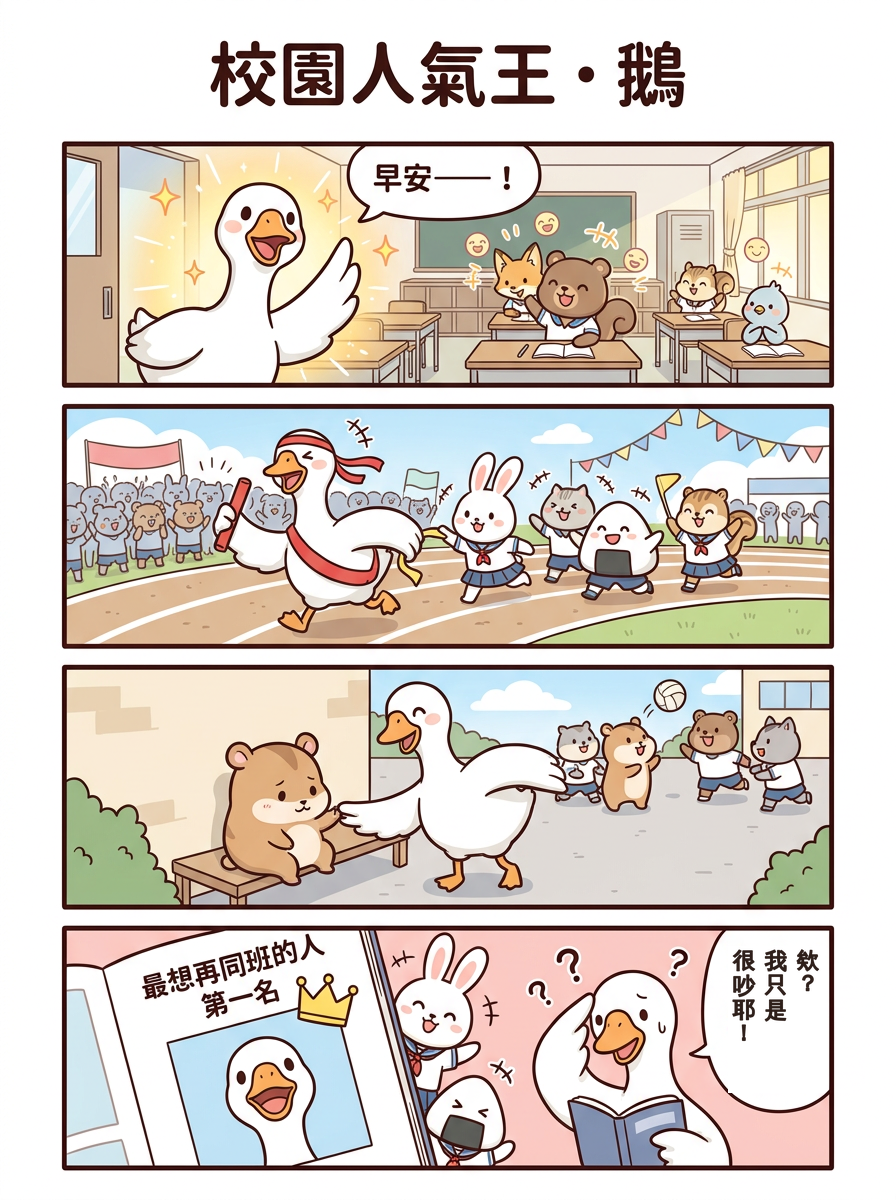 校園人氣王・鵝
早安——！
最想再同班的人
第一名
欸？
我只是
很吵耶！